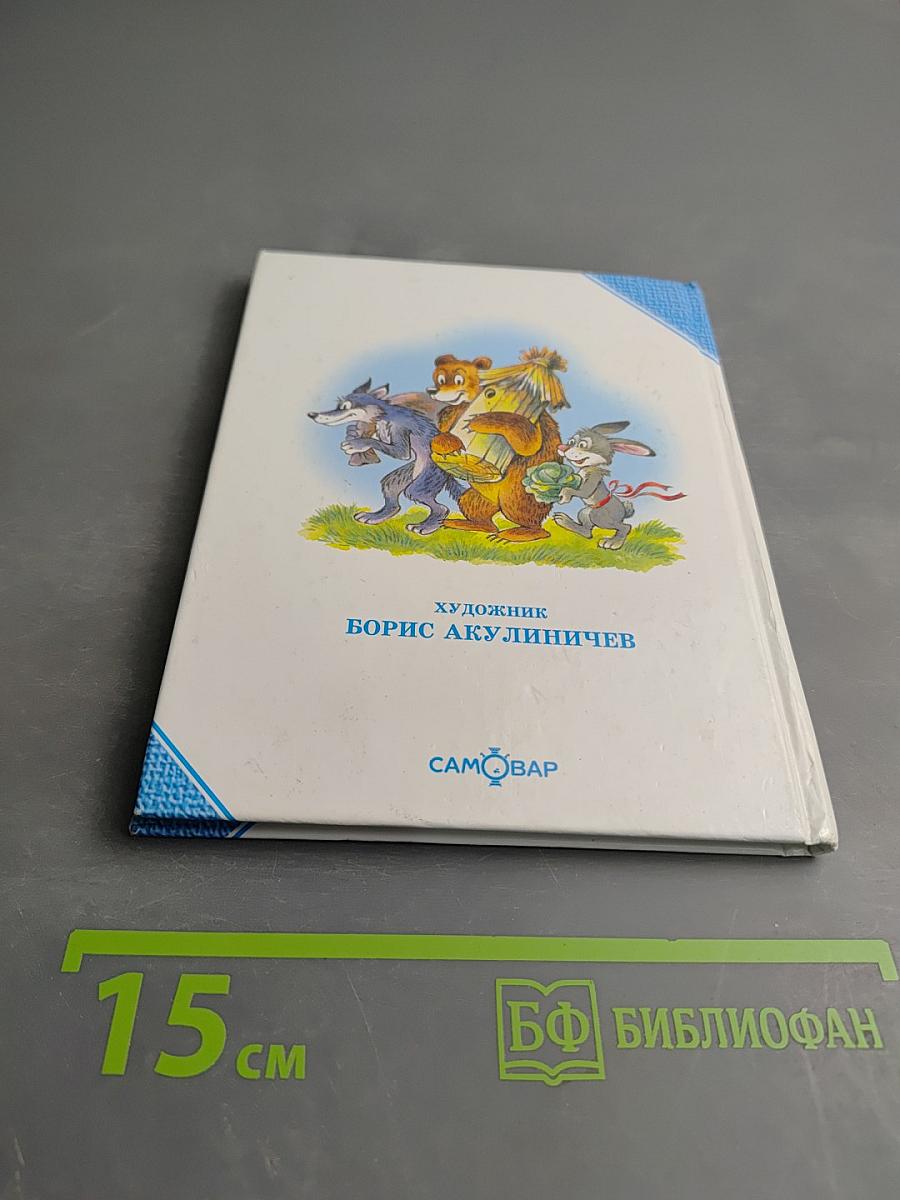 ХУДОЖНИК
БОРИС АКУЛИНИЧЕВ
САМОВАР
15 см
БФ БИБЛИОФАН